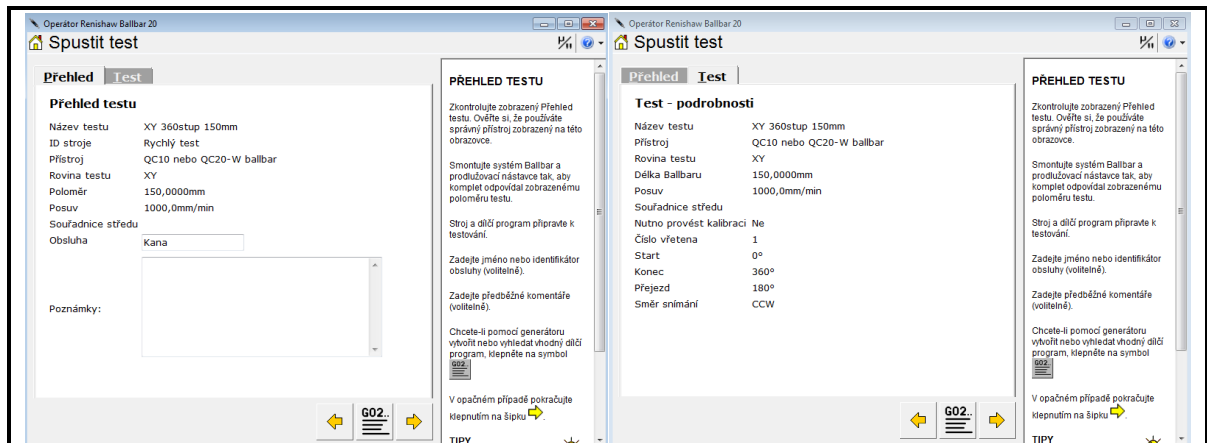 Operátor Renishaw Ballbar 20
Spustit test
Přehled Test
Přehled testu
Název testu XY 360stup 150mm
ID stroje Rychlý test
Přístroj QC10 nebo QC20-W ballbar
Rovina testu XY
Poloměr 150,0000mm
Posuv 1000,0mm/min
Souřadnice středu
Obsluha Kana
Poznámky:
G02..
PŘEHLED TESTU
Zkontrolujte zobrazený Přehled
testu. Ověřte si, že používáte
správný přístroj zobrazený na této
obrazovce.
Smontujte systém Ballbar a
prodlužovací nástavce tak, aby
komplet odpovídal zobrazenému
poloměru testu.
Stroj a dílčí program připravte k
testování.
Zadejte jméno nebo identifikátor
obsluhy (volitelně).
Zadejte předběžné komentáře
(volitelně).
Chcete-li pomocí generátoru
vytvořit nebo vyhledat vhodný dílčí
program, klepněte na symbol
G02..
V opačném případě pokračujte
klepnutím na šipku
TIPY
Operátor Renishaw Ballbar 20
Spustit test
Přehled Test
Test - podrobnosti
Název testu XY 360stup 150mm
Přístroj QC10 nebo QC20-W ballbar
Rovina testu XY
Délka Ballbaru 150,0000mm
Posuv 1000,0mm/min
Souřadnice středu
Nutno provést kalibraci Ne
Číslo vřetena 1
Start 0°
Konec 360°
Přejezd 180°
Směr snímání CCW
G02..
PŘEHLED TESTU
Zkontrolujte zobrazený Přehled
testu. Ověřte si, že používáte
správný přístroj zobrazený na této
obrazovce.
Smontujte systém Ballbar a
prodlužovací nástavce tak, aby
komplet odpovídal zobrazenému
poloměru testu.
Stroj a dílčí program připravte k
testování.
Zadejte jméno nebo identifikátor
obsluhy (volitelně).
Zadejte předběžné komentáře
(volitelně).
Chcete-li pomocí generátoru
vytvořit nebo vyhledat vhodný dílčí
program, klepněte na symbol
G02..
V opačném případě pokračujte
klepnutím na šipku
TIPY